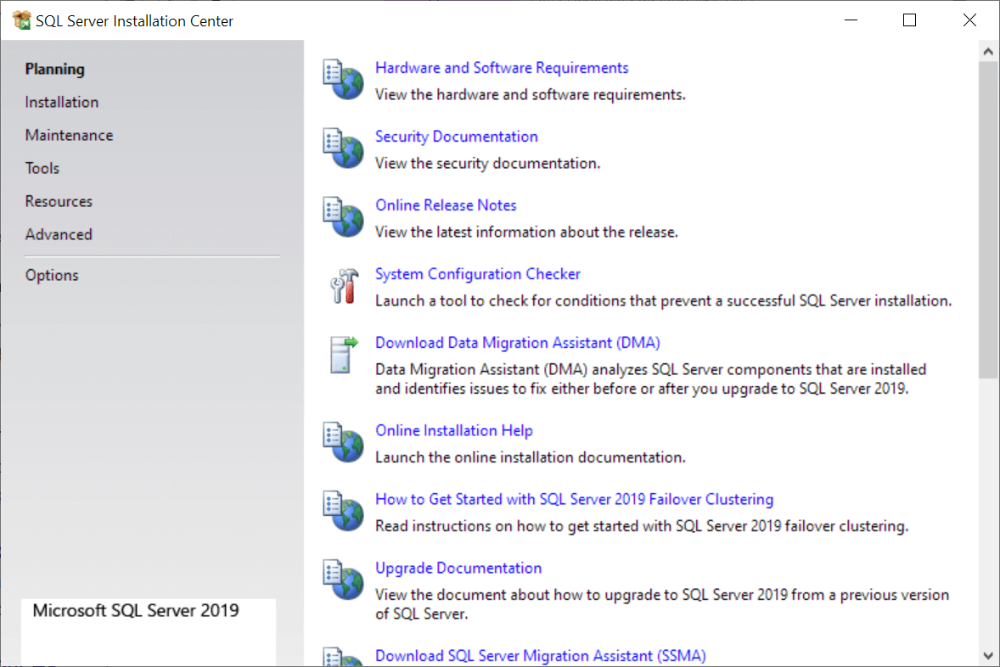 SQL Server Installation Center
Planning
Installation
Maintenance
Tools
Resources
Advanced
Options
Microsoft SQL Server 2019
Hardware and Software Requirements
View the hardware and software requirements.
Security Documentation
View the security documentation.
Online Release Notes
View the latest information about the release.
System Configuration Checker
Launch a tool to check for conditions that prevent a successful SQL Server installation.
Download Data Migration Assistant (DMA)
Data Migration Assistant (DMA) analyzes SQL Server components that are installed
and identifies issues to fix either before or after you upgrade to SQL Server 2019.
Online Installation Help
Launch the online installation documentation.
How to Get Started with SQL Server 2019 Failover Clustering
Read instructions on how to get started with SQL Server 2019 failover clustering.
Upgrade Documentation
View the document about how to upgrade to SQL Server 2019 from a previous version
of SQL Server.
Download SQL Server Migration Assistant (SSMA)